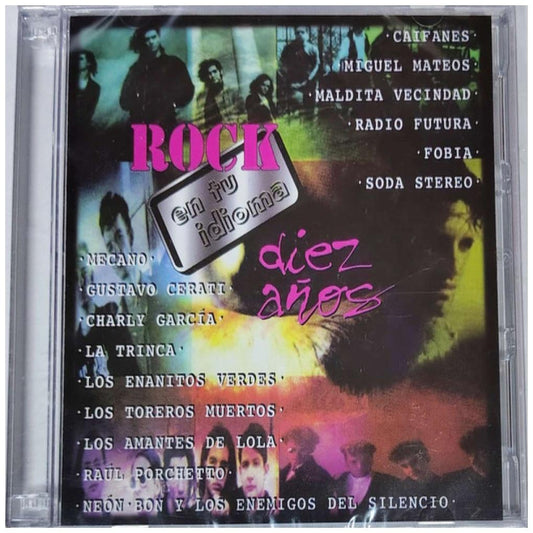 ·CAIFANES·
·MIGUEL MATEOS·
·MALDITA VECINDAD·
·RADIO FUTURA·
·FOBIA·
·SODA STEREO·
ROCK
en tu
idioma
diez
años
·MECANO·
·GUSTAVO CERATI·
·CHARLY GARCÍA·
·LA TRINCA·
·LOS ENANITOS VERDES·
·LOS TOREROS MUERTOS·
·LOS AMANTES DE LOLA·
·RAÚL PORCHETTO·
·NEÓN·BON Y LOS ENEMIGOS DEL SILENCIO·